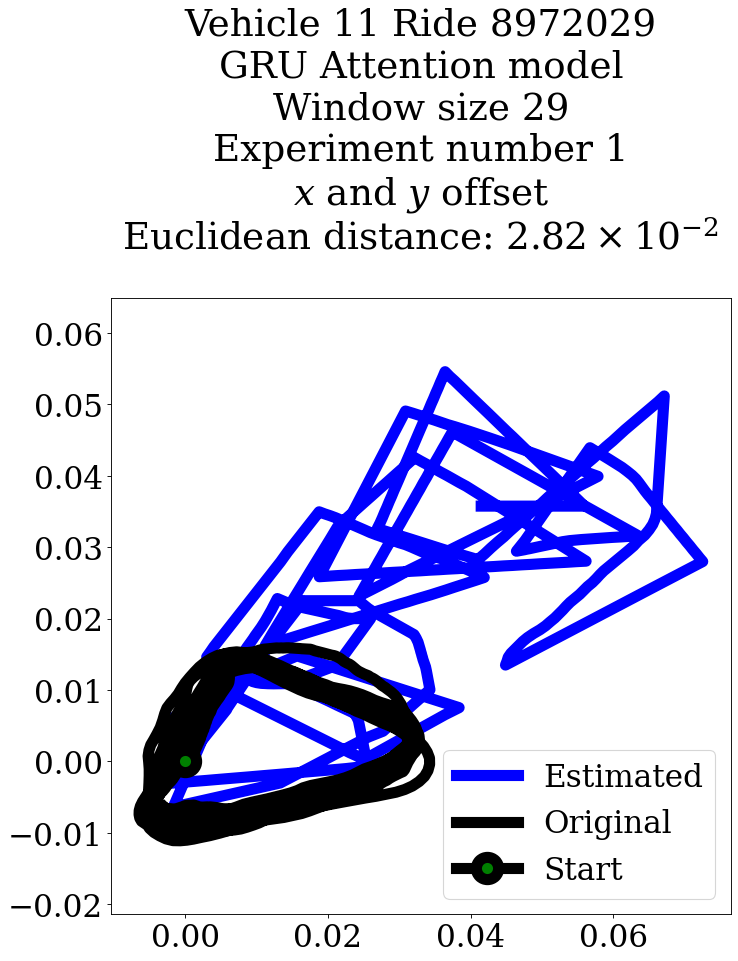 Vehicle 11 Ride 8972029
GRU Attention model
Window size 29
Experiment number 1
x and y offset
Euclidean distance: 2.82 × 10⁻²
0.06
0.05
0.04
0.03
0.02
0.01
0.00
−0.01
−0.02
Estimated
Original
Start
0.00 0.02 0.04 0.06